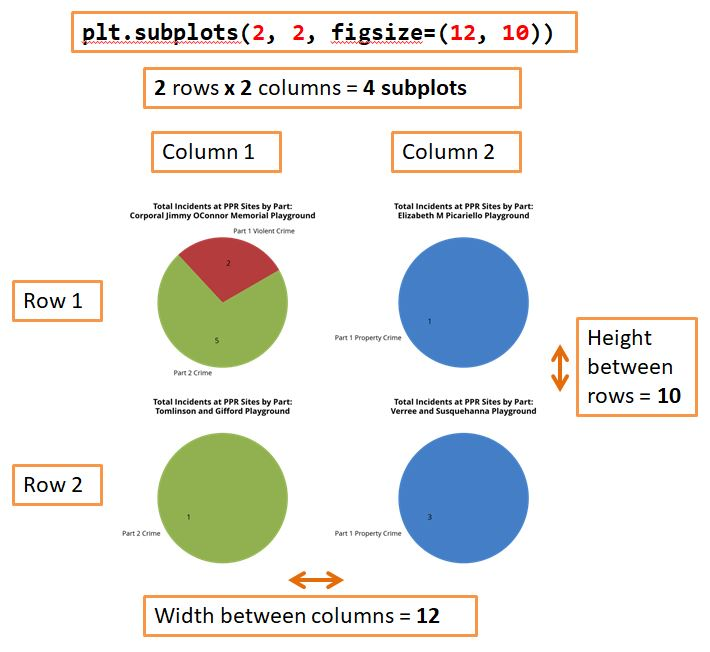 plt.subplots(2, 2, figsize=(12, 10))
2 rows x 2 columns = 4 subplots
Column 1
Column 2
Total Incidents at PPR Sites by Part:
Corporal Jimmy OConnor Memorial Playground
Total Incidents at PPR Sites by Part:
Elizabeth M Picariello Playground
Row 1
Part 1 Violent Crime
2
5
Part 2 Crime
1
Part 1 Property Crime
Height
between
rows = 10
Total Incidents at PPR Sites by Part:
Tomlinson and Gifford Playground
Total Incidents at PPR Sites by Part:
Verree and Susquehanna Playground
Row 2
1
Part 2 Crime
3
Part 1 Property Crime
Width between columns = 12